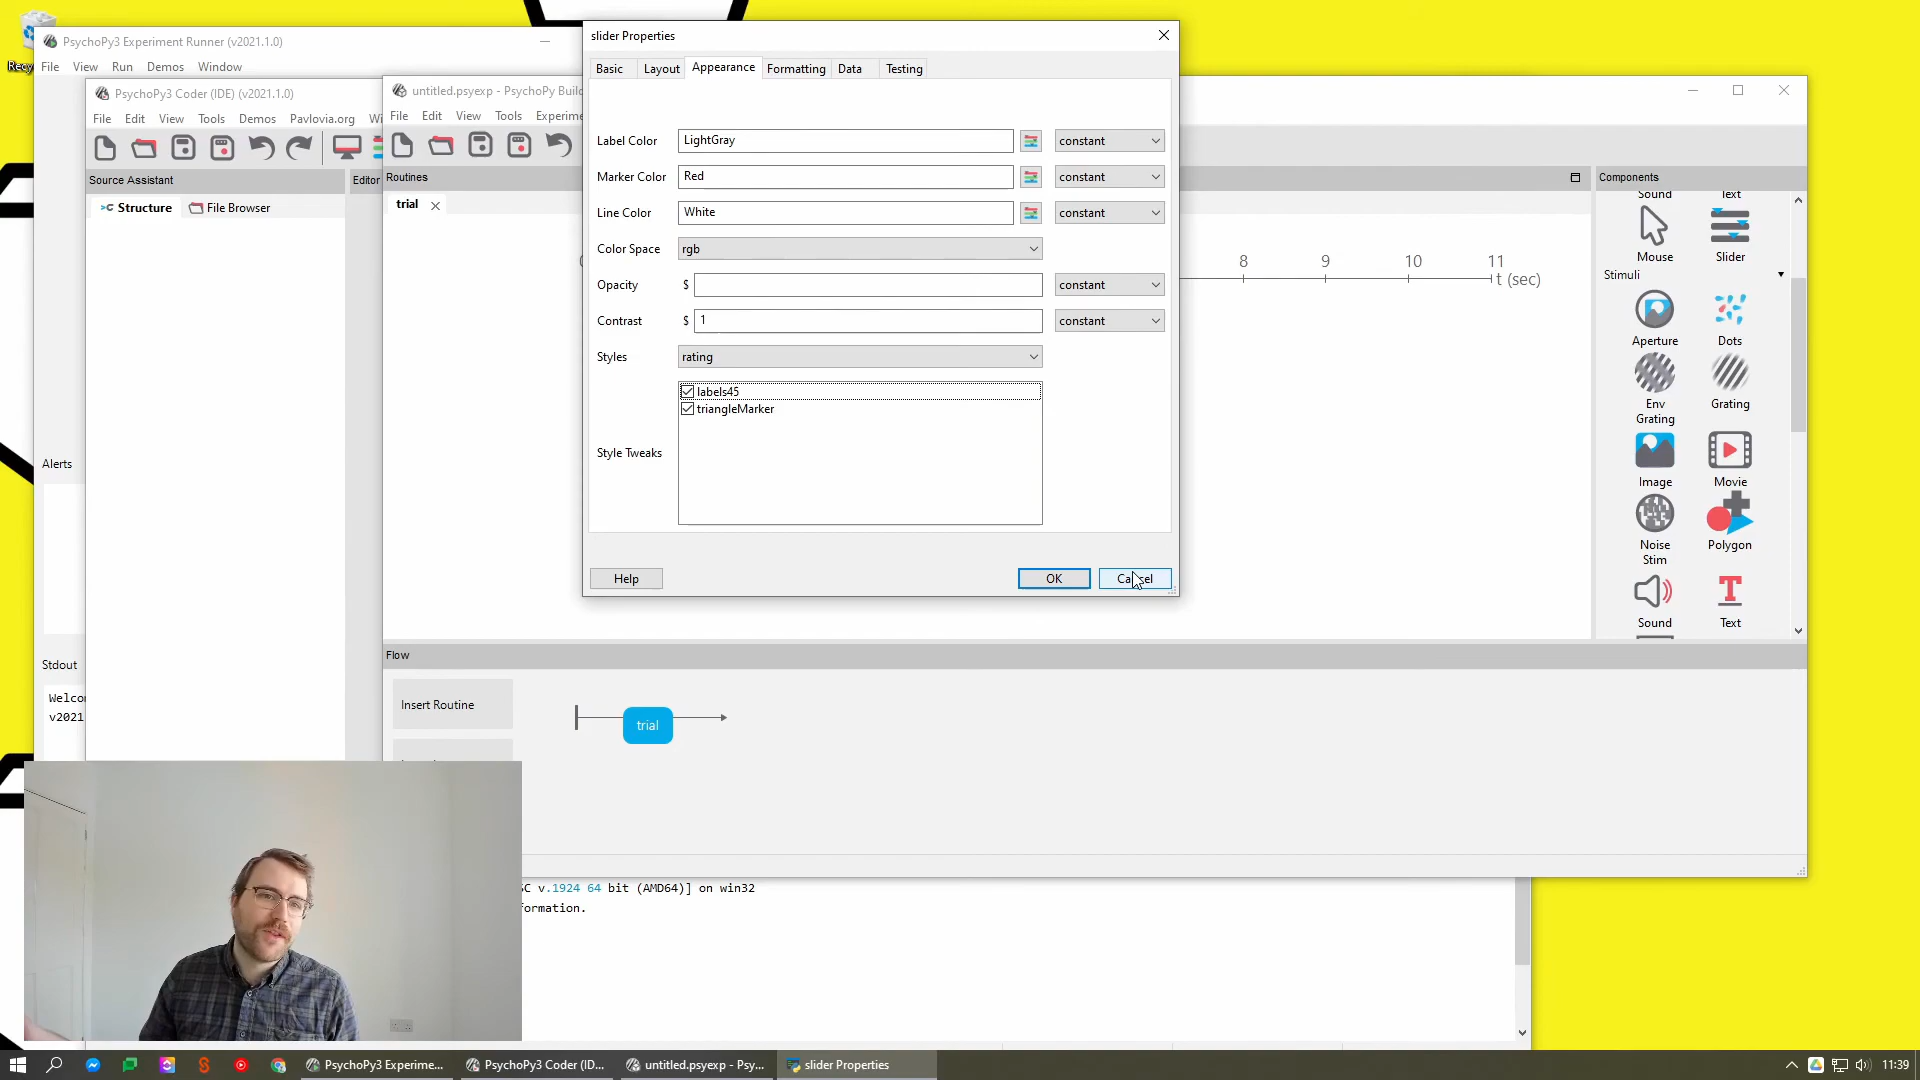 PsychoPy3 Experiment Runner (v2021.1.0)
File View Run Demos Window
PsychoPy3 Coder (IDE) (v2021.1.0)
File Edit View Tools Demos Pavlovia.org
Source Assistant
Editor
Structure
File Browser
untitled.psyexp - PsychoPy
File Edit View Tools
Routines
trial
slider Properties
Basic Layout Appearance Formatting Data Testing
Label Color LightGray constant
Marker Color Red constant
Line Color White constant
Color Space rgb
Opacity $ constant
Contrast $ 1 constant
Styles rating
labels45
triangleMarker
Style Tweaks
Help OK Cancel
8 9 10 11
t (sec)
Components
Sound Text
Mouse Slider
Stimuli
Aperture Dots
Env Grating
Grating
Image Movie
Noise Stim
Polygon
Sound Text
Alerts
Stdout
v2021
Flow
Insert Routine
trial
v.1924 64 bit (AMD64)] on win32
PsychoPy3 Experime...
PsychoPy3 Coder (ID...
untitled.psyexp - Psy...
slider Properties
11:39